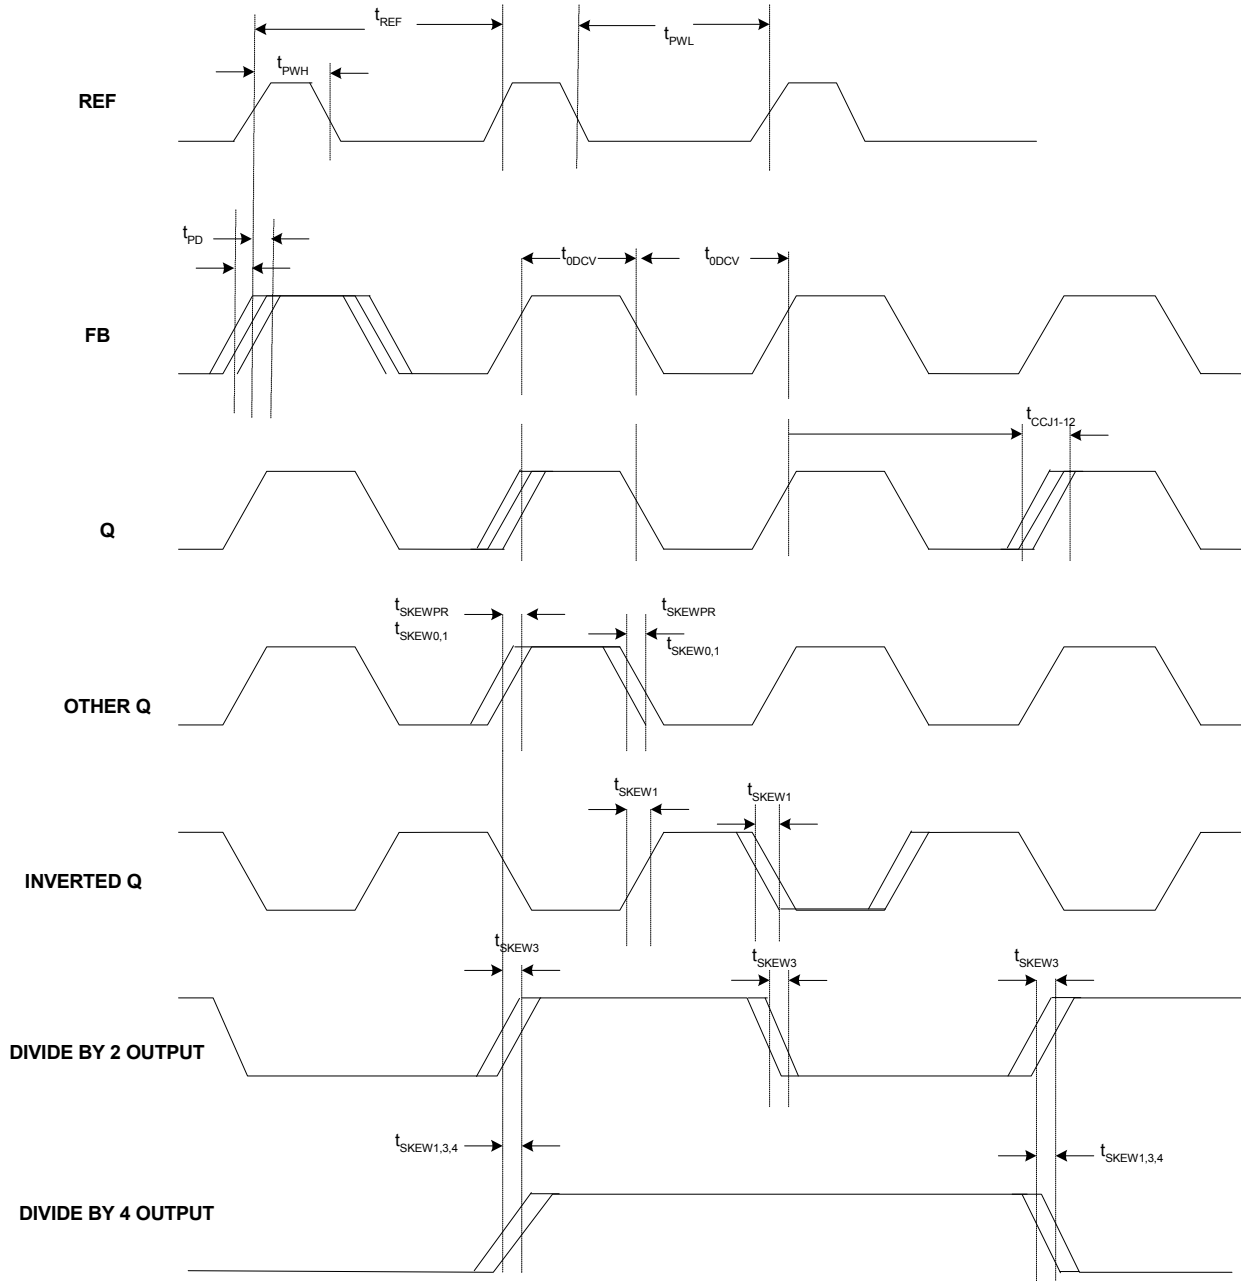 tREF
tPWL
tPWH
REF
tPD
t0DCV
t0DCV
FB
tCCJ1-12
Q
tSKEWPR
tSKEW0,1
tSKEWPR
tSKEW0,1
OTHER Q
tSKEW1
tSKEW1
INVERTED Q
tSKEW3
tSKEW3
tSKEW3
DIVIDE BY 2 OUTPUT
tSKEW1,3,4
tSKEW1,3,4
DIVIDE BY 4 OUTPUT